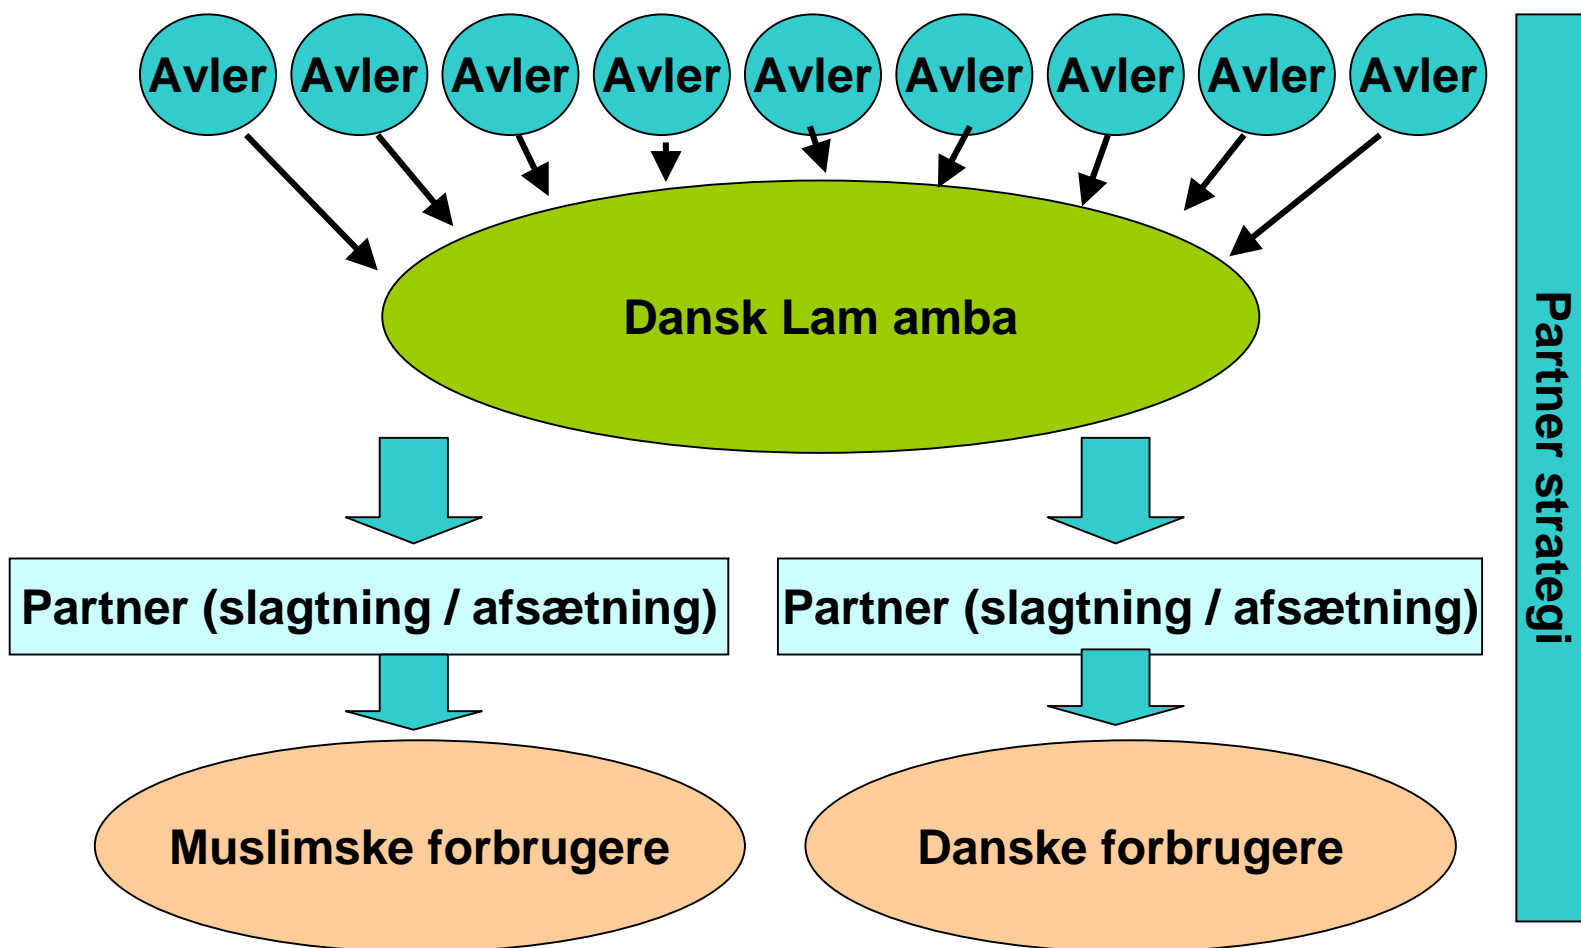 Avler Avler Avler Avler Avler Avler Avler Avler Avler
Dansk Lam amba
Partner (slagtning / afsætning) Partner (slagtning / afsætning)
Muslimske forbrugere Danske forbrugere
Partner strategi